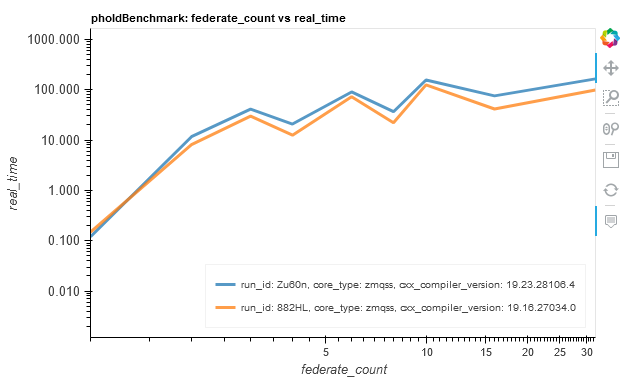 pholdBenchmark: federate_count vs real_time
1000.000
100.000
10.000
1.000
0.100
0.010
real_time
run_id: Zu60n, core_type: zmqss, cxx_compiler_version: 19.23.28106.4
run_id: 882HL, core_type: zmqss, cxx_compiler_version: 19.16.27034.0
5 10 15 20 25 30
federate_count